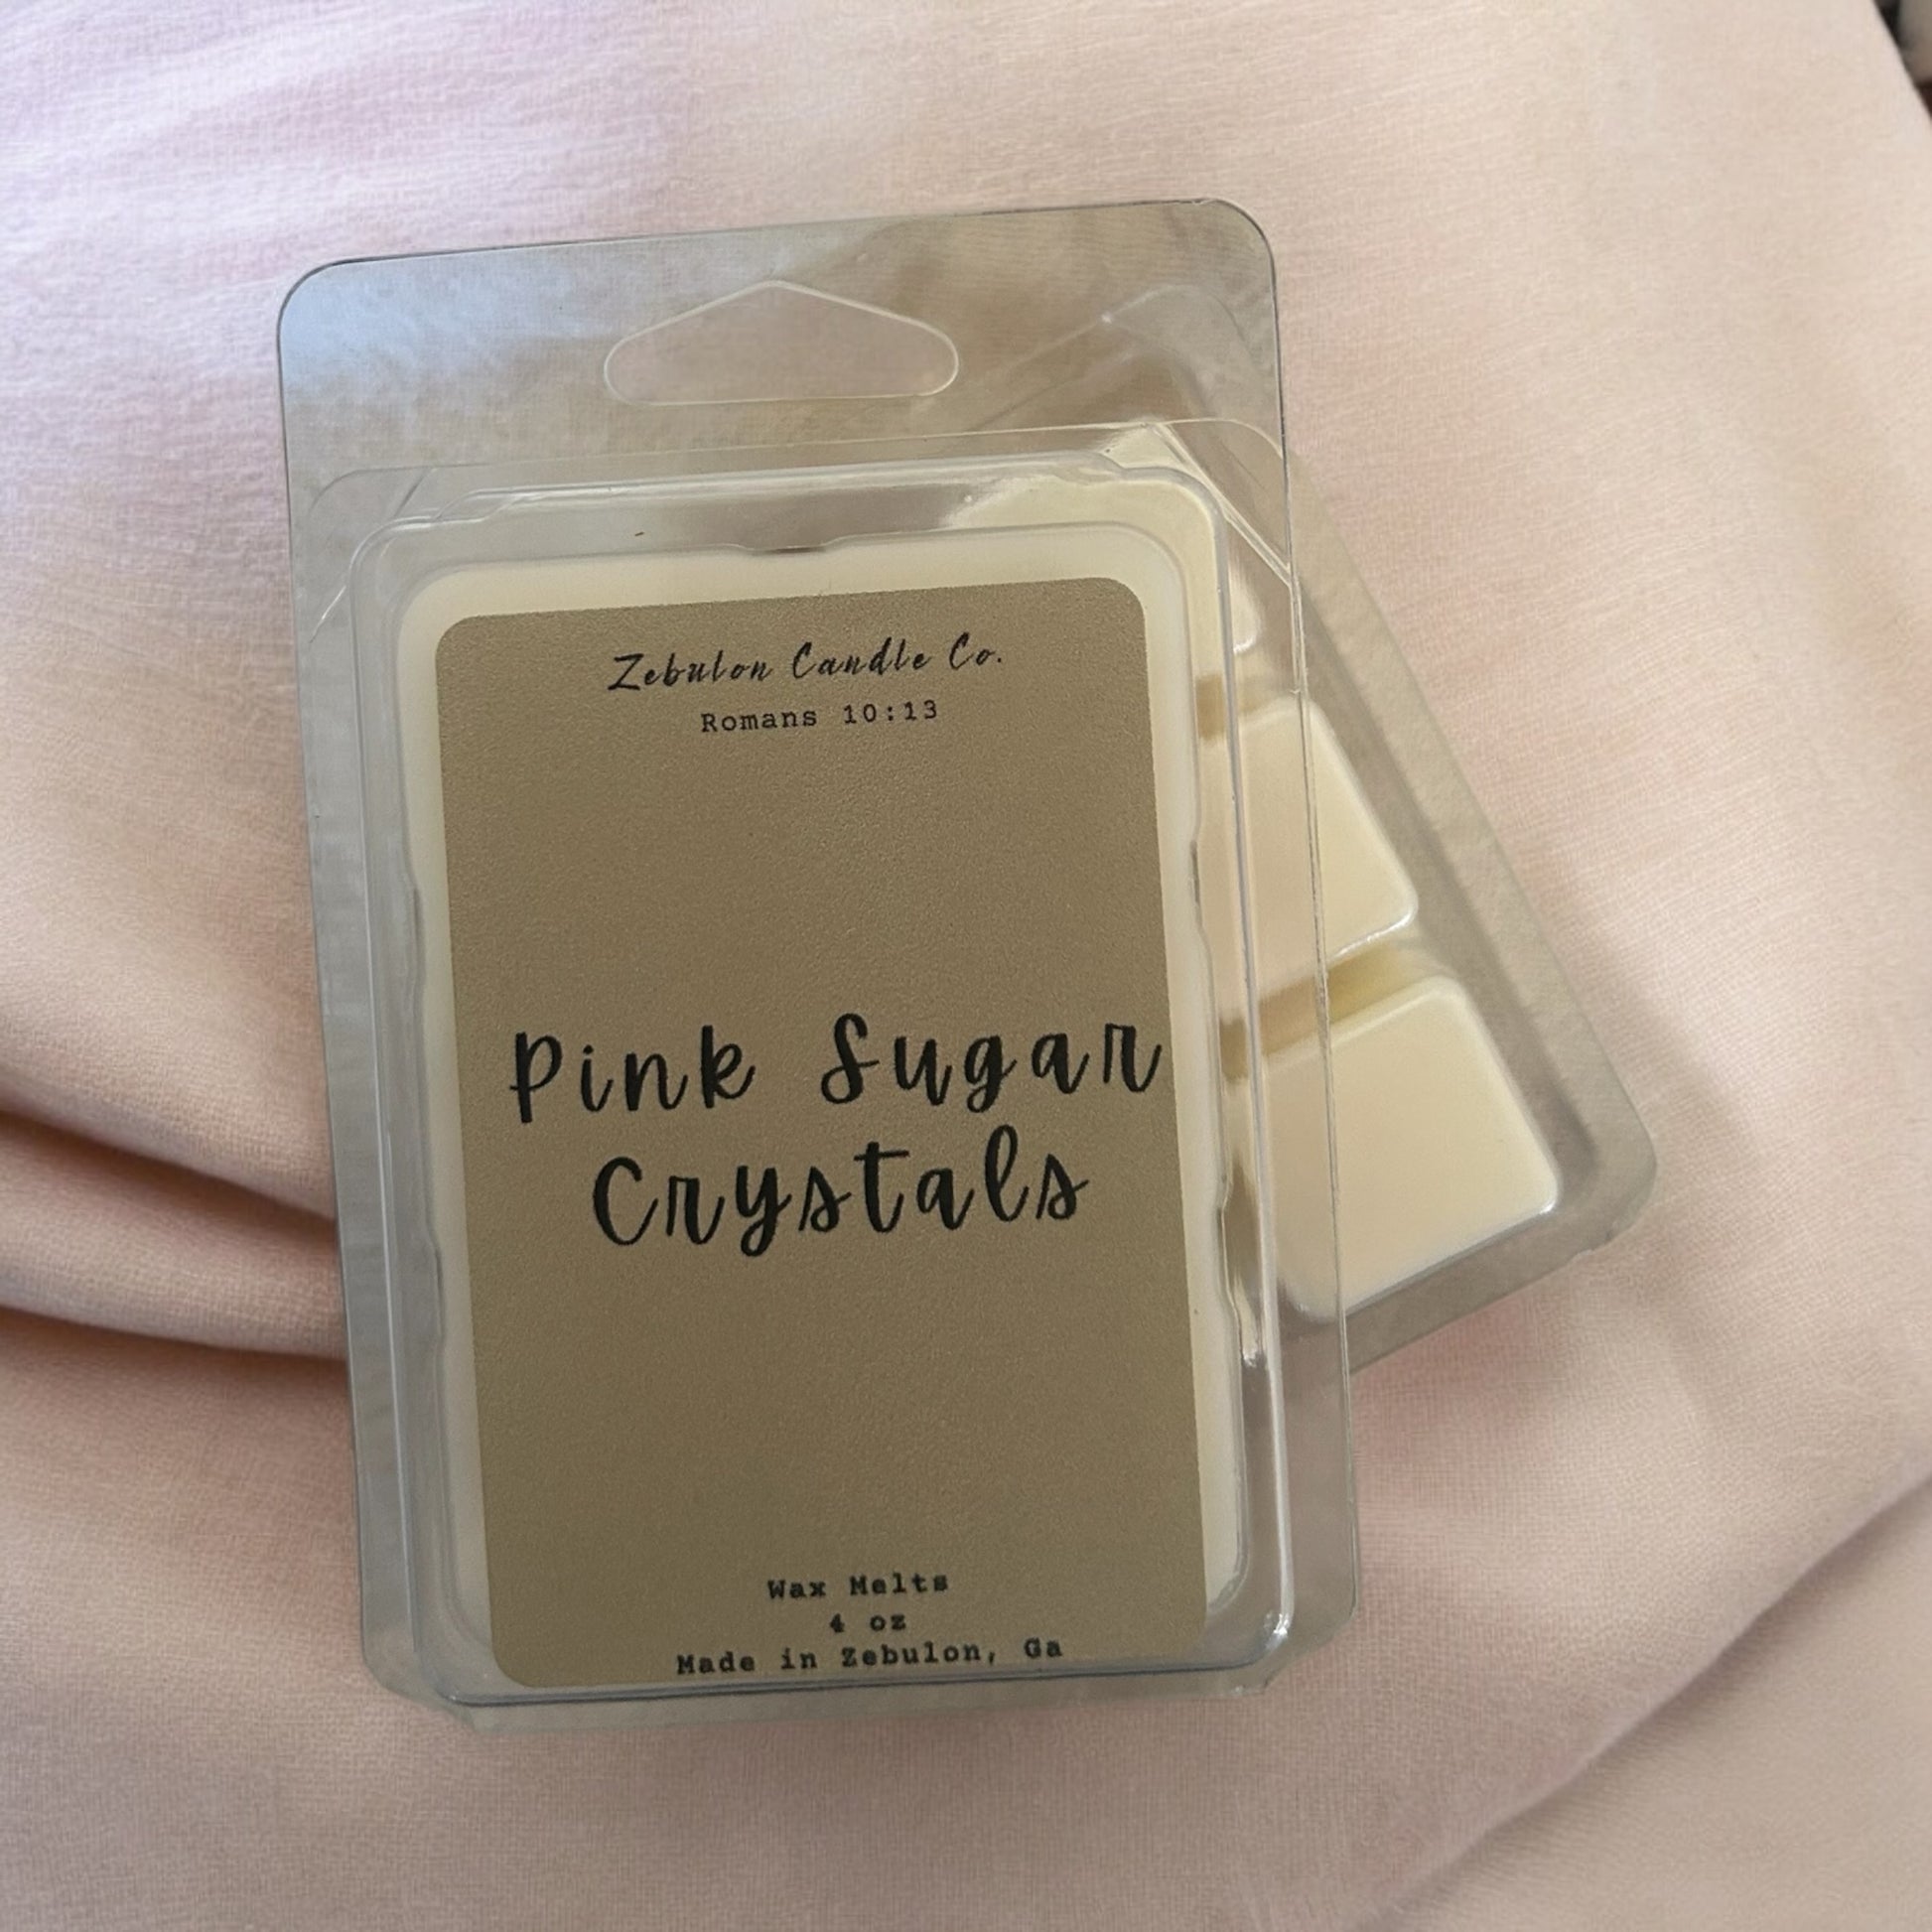 Zebulon Candle Co.
Romans 10:13
Pink Sugar
Crystals
Wax Melts
4 oz
Made in Zebulon, Ga